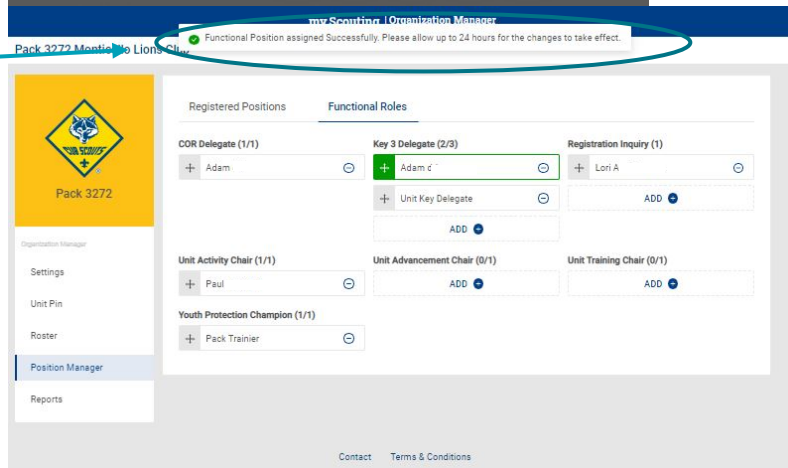 my.Scouting | Organization Manager
Functional Position assigned Successfully. Please allow up to 24 hours for the changes to take effect.
Pack 3272 Lions
CUB SCOUTS
Pack 3272
Organization Manager
Settings
Unit Pin
Roster
Position Manager
Reports
Registered Positions
Functional Roles
COR Delegate (1/1)
Adam
Key 3 Delegate (2/3)
Adam
Unit Key Delegate
ADD
Registration Inquiry (1)
Lori A
ADD
Unit Activity Chair (1/1)
Paul
Unit Advancement Chair (0/1)
ADD
Unit Training Chair (0/1)
ADD
Youth Protection Champion (1/1)
Pack Trainier
Contact
Terms & Conditions